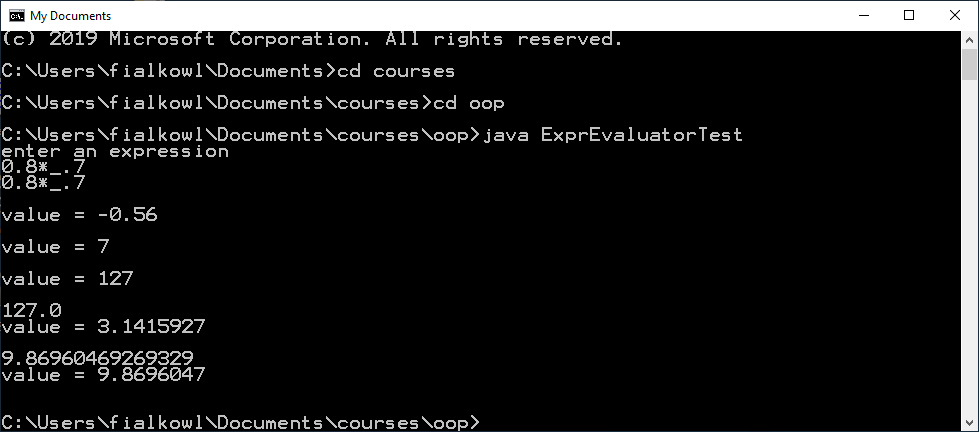 My Documents
(c) 2019 Microsoft Corporation. All rights reserved.
C:\Users\fialkowl\Documents>cd courses
C:\Users\fialkowl\Documents\courses>cd oop
C:\Users\fialkowl\Documents\courses\oop>java ExprEvaluatorTest
enter an expression
0.8*_.7
0.8*_.7
value = -0.56
value = 7
value = 127
127.0
value = 3.1415927
9.86960469269329
value = 9.8696047
C:\Users\fialkowl\Documents\courses\oop>